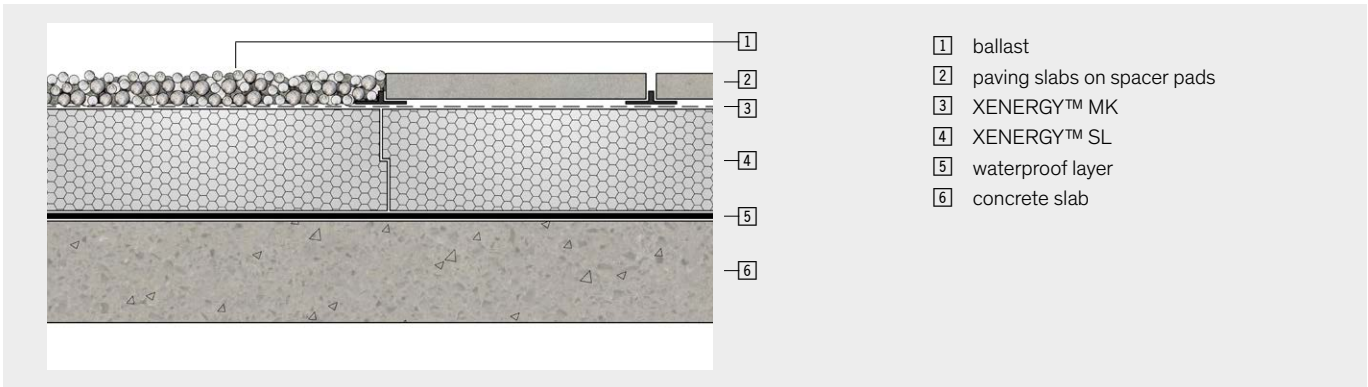 1
2
3
4
5
6
1 ballast
2 paving slabs on spacer pads
3 XENERGY™ MK
4 XENERGY™ SL
5 waterproof layer
6 concrete slab